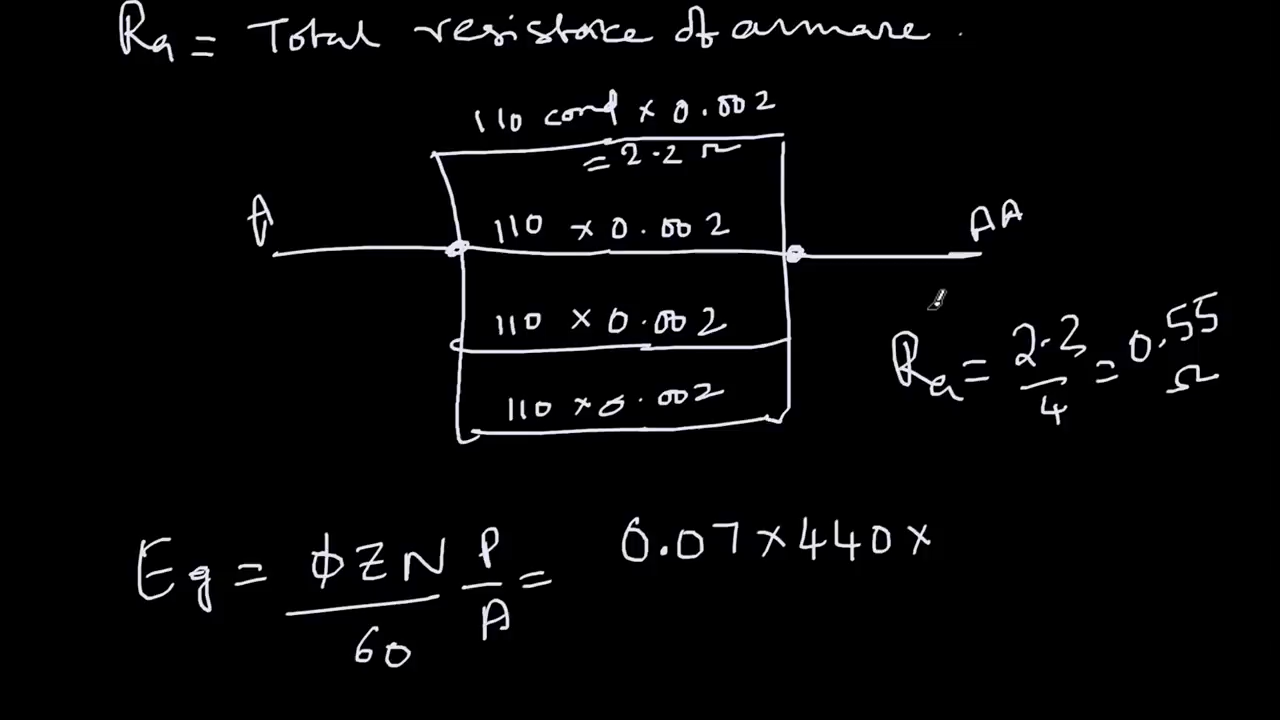 Ra = Total resistance of armare.
110 cond × 0.002
= 2.2 Ω
A
110 × 0.002
AA
110 × 0.002
Ra = 2.2/4 = 0.55 Ω
110 × 0.002
Eg = ϕZN/60 P/A = 0.07 × 440 ×